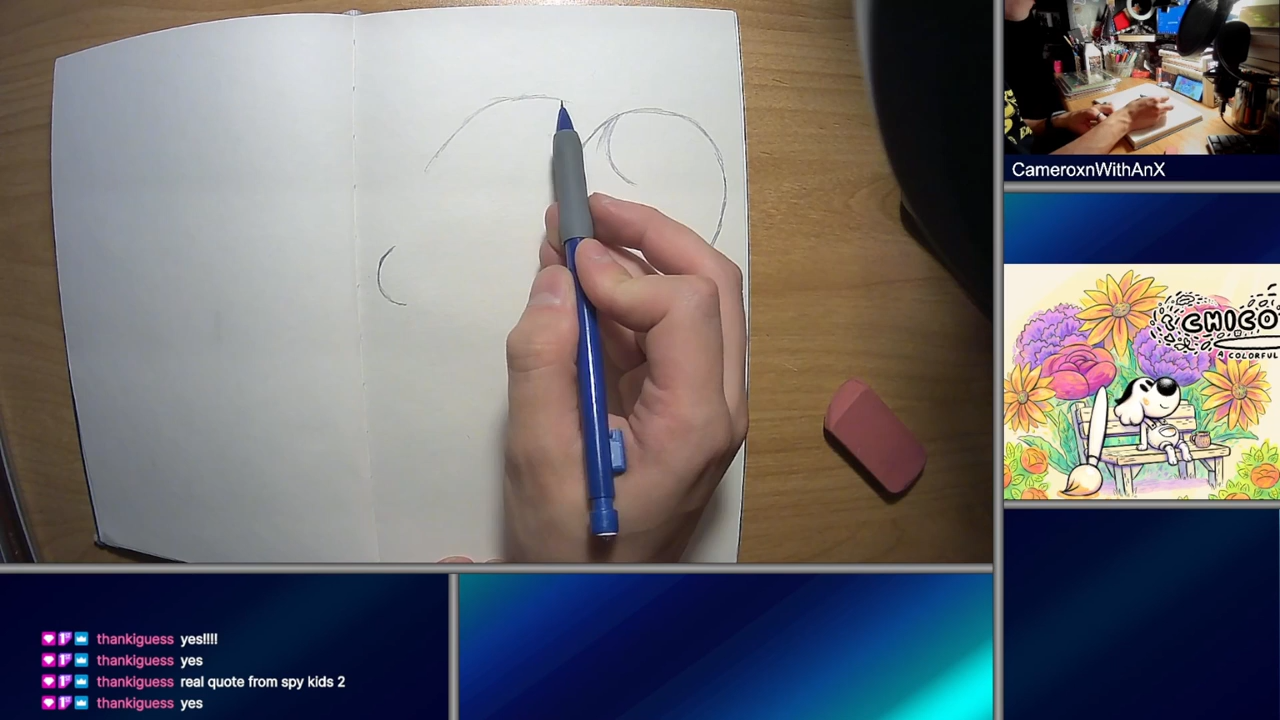 CameroxnWithAnX
CHICO
A COLORFUL
thankiguess yes!!!!
thankiguess yes
thankiguess real quote from spy kids 2
thankiguess yes